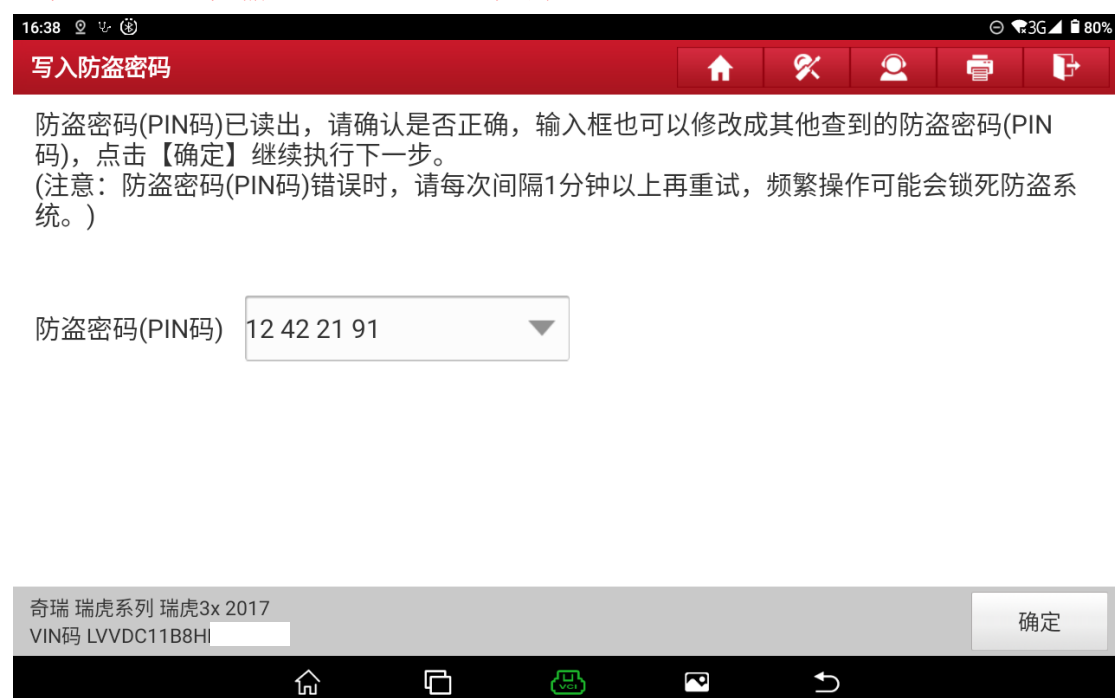 16:38
3G
80%
写入防盗密码
防盗密码(PIN码)已读出，请确认是否正确，输入框也可以修改成其他查到的防盗密码(PIN
码)，点击【确定】继续执行下一步。
(注意：防盗密码(PIN码)错误时，请每次间隔1分钟以上再重试，频繁操作可能会锁死防盗系
统。)
防盗密码(PIN码)
12 42 21 91
奇瑞 瑞虎系列 瑞虎3x 2017
VIN码 LVVDC11B8H
确定
VCI